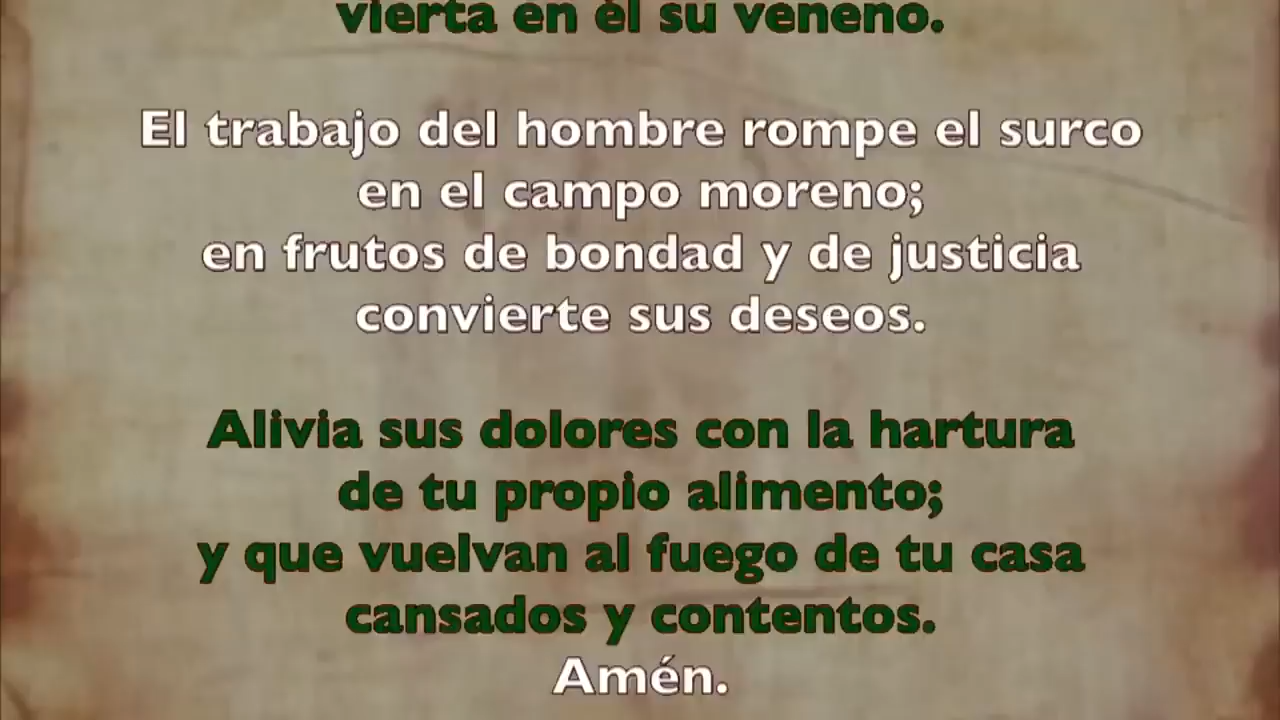 vierta en él su veneno.
El trabajo del hombre rompe el surco
en el campo moreno;
en frutos de bondad y de justicia
convierte sus deseos.
Alivia sus dolores con la hartura
de tu propio alimento;
y que vuelvan al fuego de tu casa
cansados y contentos.
Amén.